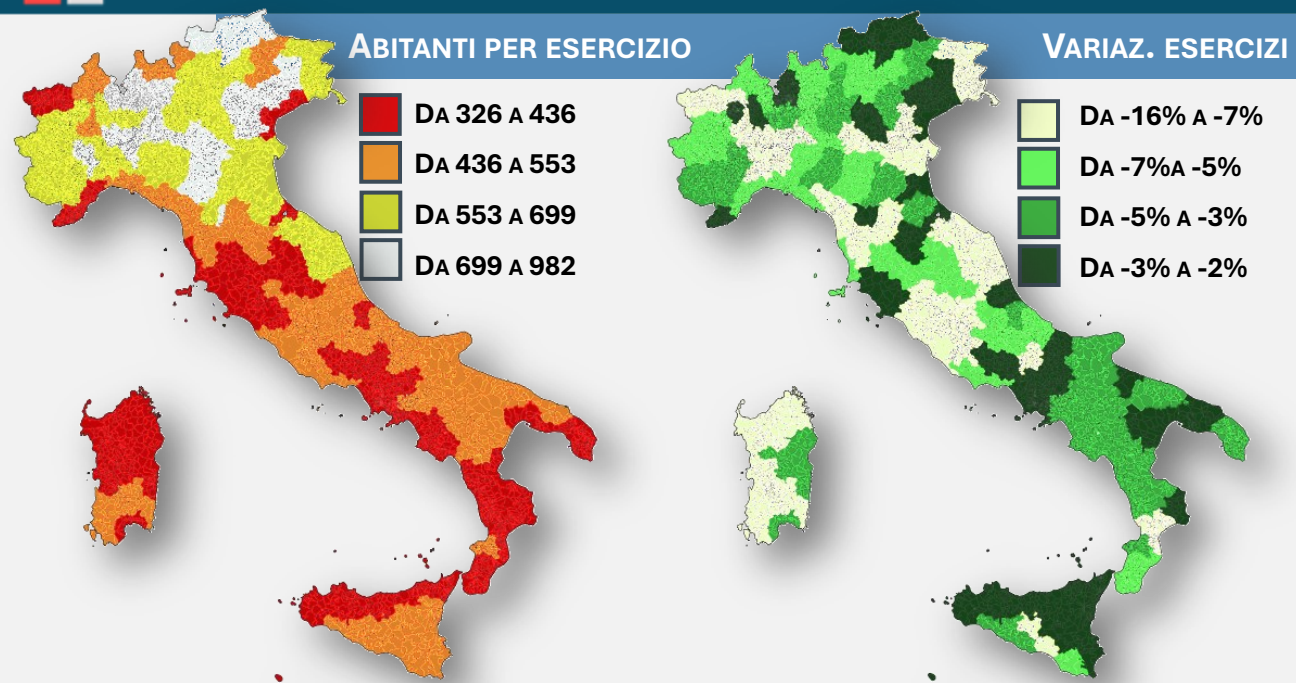 ABITANTI PER ESERCIZIO
DA 326 A 436
DA 436 A 553
DA 553 A 699
DA 699 A 982
VARIAZ. ESERCIZI
DA -16% A -7%
DA -7%A -5%
DA -5% A -3%
DA -3% A -2%